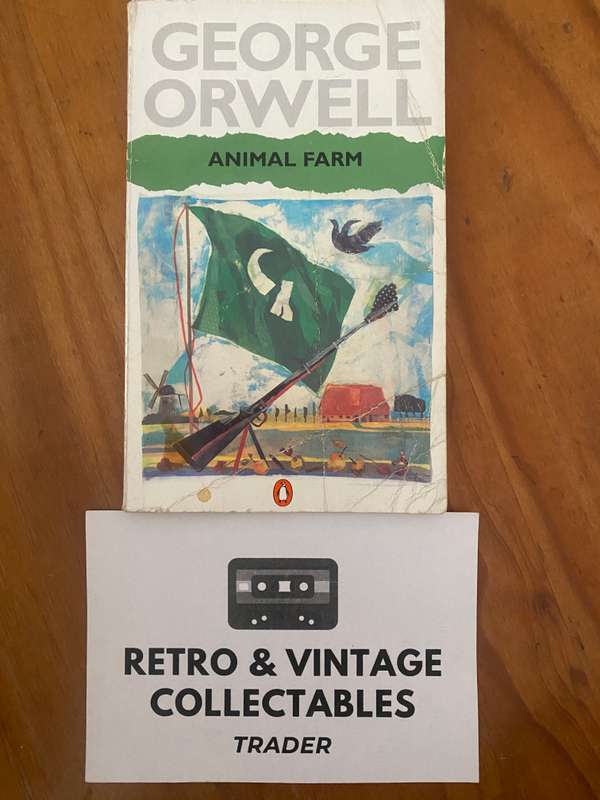 GEORGE
ORWELL
ANIMAL FARM
RETRO & VINTAGE
COLLECTABLES
TRADER